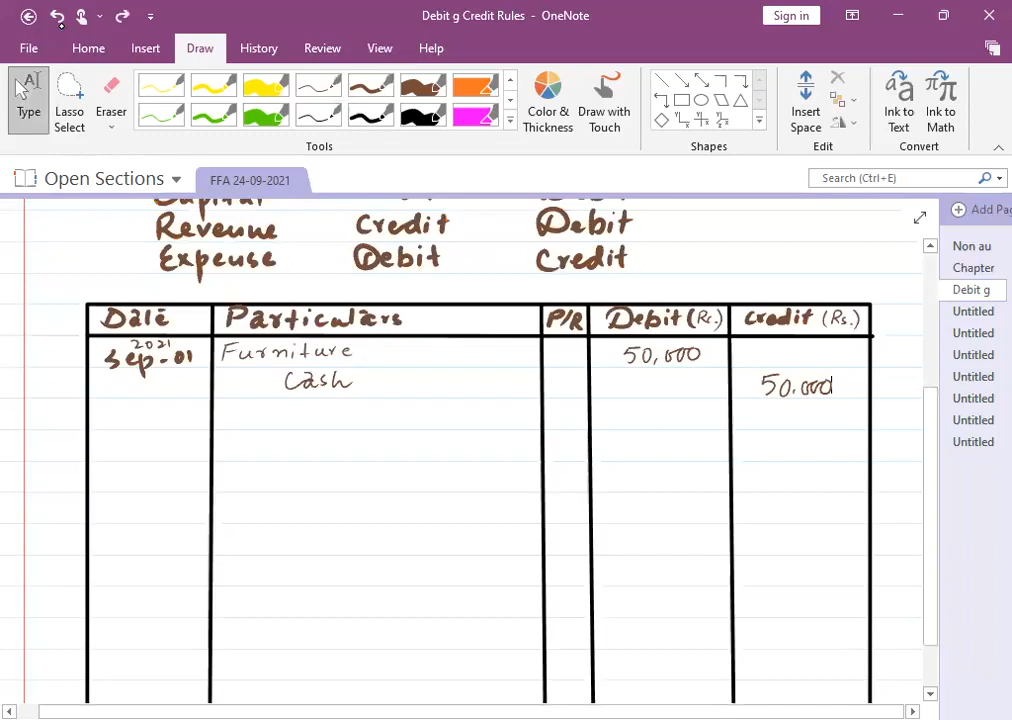 Debit g Credit Rules - OneNote
Sign in
File Home Insert Draw History Review View Help
Type
Lasso Select
Eraser
Color & Thickness
Draw with Touch
Insert Space
Ink to Text
Ink to Math
Tools Shapes Edit Convert
Open Sections
FFA 24-09-2021
Search (Ctrl+E)
Add Pag
Non au
Chapter
Debit g
Untitled
Untitled
Untitled
Untitled
Untitled
Untitled
Untitled
Capital
Revenue Credit Debit
Expense Debit Credit
Date Particulars P/R Debit (Rs.) Credit (Rs.)
2021
Sep-01 Furniture 50,000
Cash 50.000